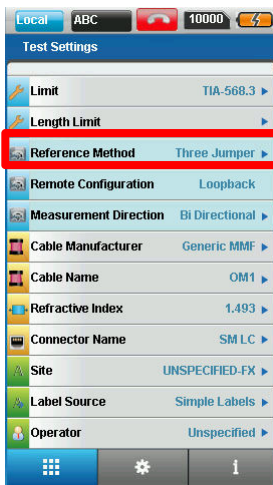 Local ABC 10000
Test Settings
Limit TIA-568.3
Length Limit
Reference Method Three Jumper
Remote Configuration Loopback
Measurement Direction Bi Directional
Cable Manufacturer Generic MMF
Cable Name OM1
Refractive Index 1.493
Connector Name SM LC
Site UNSPECIFIED-FX
Label Source Simple Labels
Operator Unspecified